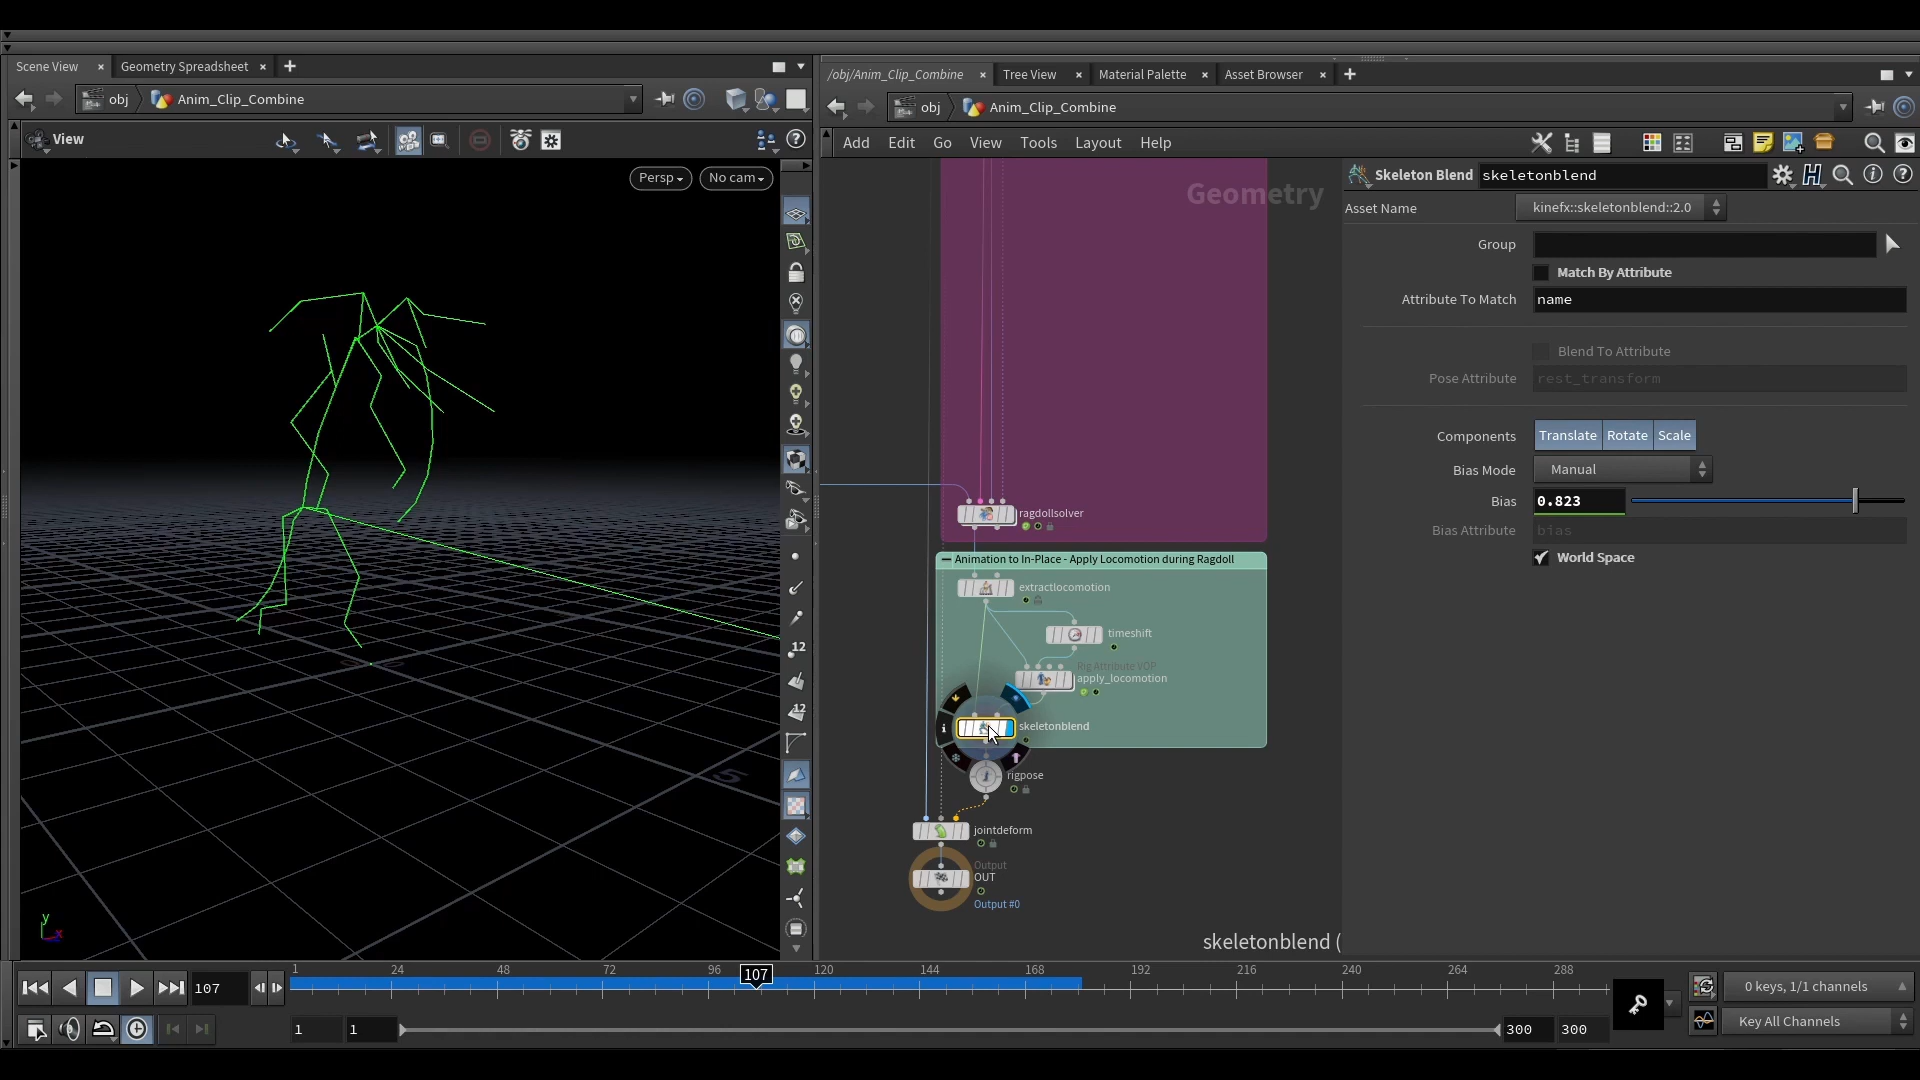 Scene View
Geometry Spreadsheet
/obj/Anim_Clip_Combine
Tree View
Material Palette
Asset Browser
obj
Anim_Clip_Combine
obj
Anim_Clip_Combine
View
Add
Edit
Go
View
Tools
Layout
Help
Persp
No cam
Geometry
Skeleton Blend
skeletonblend
Asset Name
kinefx::skeletonblend::2.0
Group
Match By Attribute
Attribute To Match
name
Blend To Attribute
Pose Attribute
rest_transform
Components
Translate
Rotate
Scale
Bias Mode
Manual
Bias
0.823
Bias Attribute
bias
World Space
ragdollsolver
Animation to In-Place - Apply Locomotion during Ragdoll
extractlocomotion
timeshift
Rig Attribute VOP
apply_locomotion
skeletonblend
rigpose
jointdeform
Output
OUT
Output #0
skeletonblend (
12
12
5
y
x
1
24
48
72
96
107
120
144
168
192
216
240
264
288
107
0 keys, 1/1 channels
1
1
300
300
Key All Channels